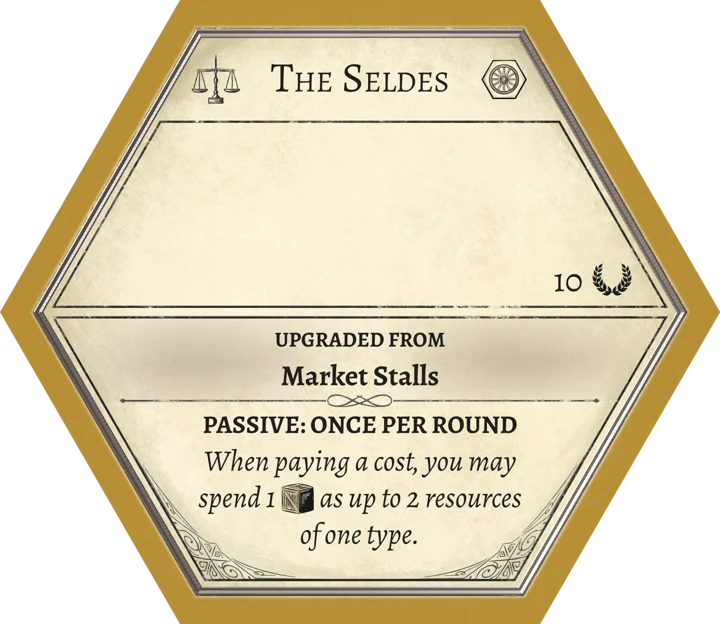 The Seldes
10
UPGRADED FROM
Market Stalls
PASSIVE: ONCE PER ROUND
When paying a cost, you may
spend 1 as up to 2 resources
of one type.